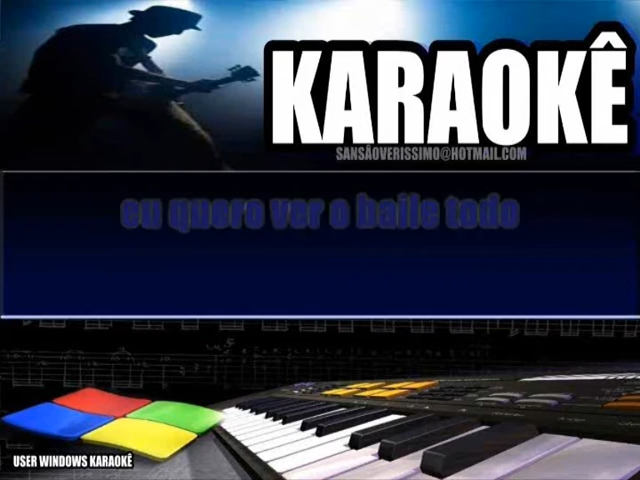 KARAOKÊ
SANSÃOVERISSIMO@HOTMAIL.COM
eu quero ver o baile todo
USER WINDOWS KARAOKÊ